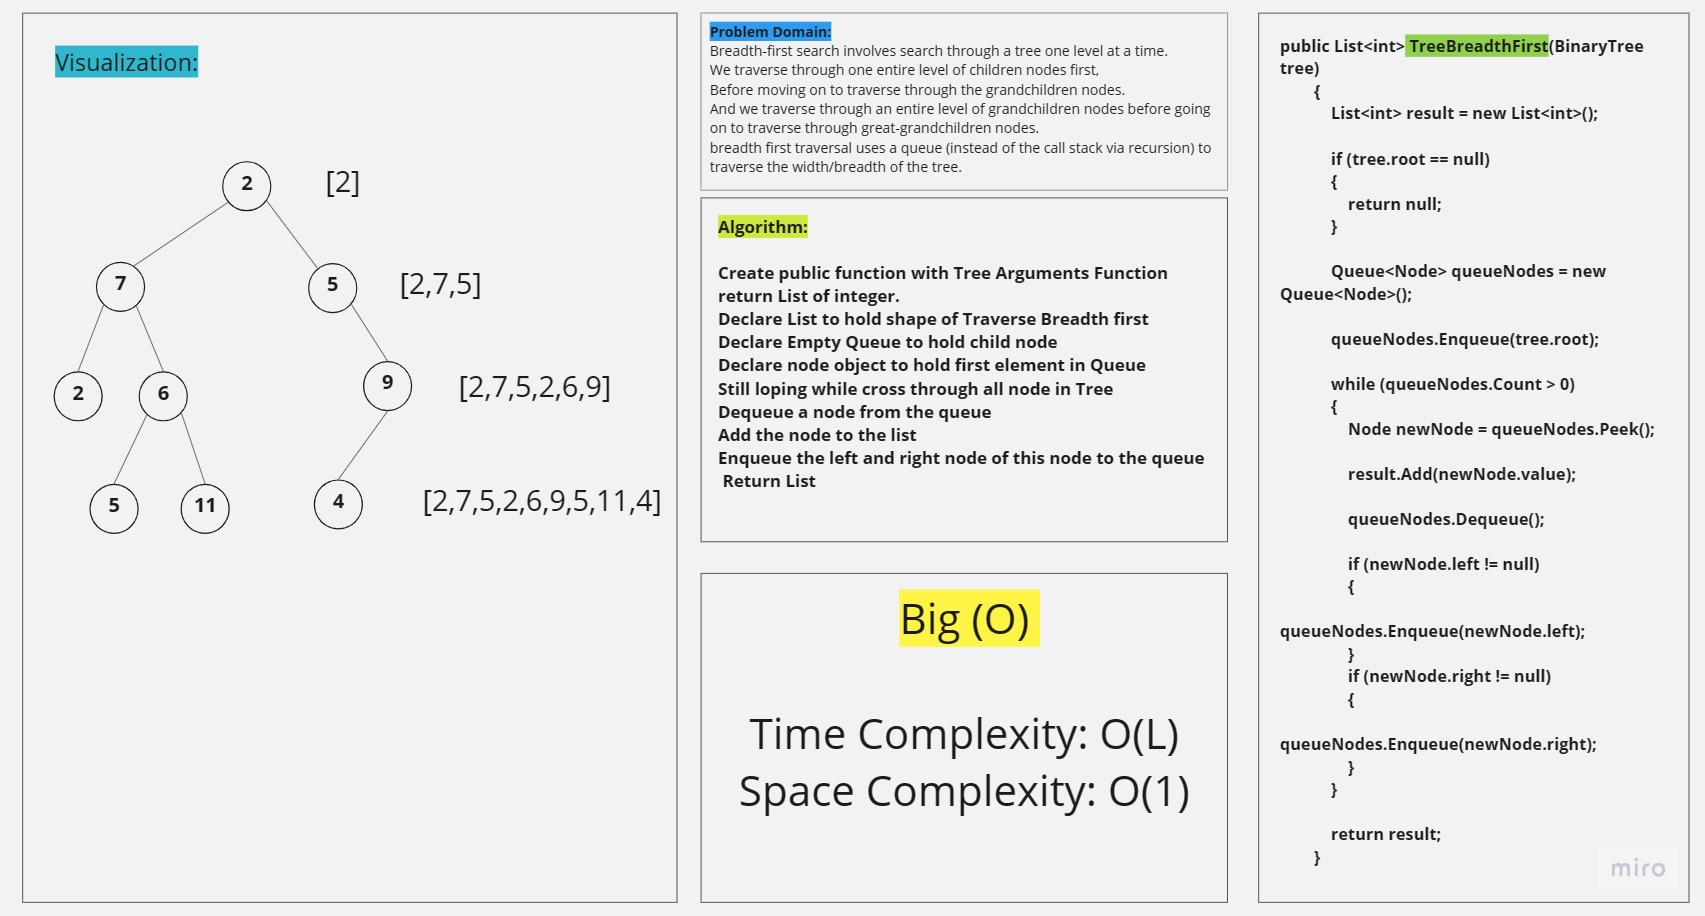 Visualization:
2
[2]
7
5
[2,7,5]
2
6
9
[2,7,5,2,6,9]
5
11
4
[2,7,5,2,6,9,5,11,4]
Problem Domain:
Breadth-first search involves search through a tree one level at a time.
We traverse through one entire level of children nodes first,
Before moving on to traverse through the grandchildren nodes.
And we traverse through an entire level of grandchildren nodes before going
on to traverse through great-grandchildren nodes.
breadth first traversal uses a queue (instead of the call stack via recursion) to
traverse the width/breadth of the tree.
Algorithm:
Create public function with Tree Arguments Function
return List of integer.
Declare List to hold shape of Traverse Breadth first
Declare Empty Queue to hold child node
Declare node object to hold first element in Queue
Still loping while cross through all node in Tree
Dequeue a node from the queue
Add the node to the list
Enqueue the left and right node of this node to the queue
Return List
Big (O)
Time Complexity: O(L)
Space Complexity: O(1)
public List<int> TreeBreadthFirst(BinaryTree
tree)
{
List<int> result = new List<int>();
if (tree.root == null)
{
return null;
}
Queue<Node> queueNodes = new
Queue<Node>();
queueNodes.Enqueue(tree.root);
while (queueNodes.Count > 0)
{
Node newNode = queueNodes.Peek();
result.Add(newNode.value);
queueNodes.Dequeue();
if (newNode.left != null)
{
queueNodes.Enqueue(newNode.left);
}
if (newNode.right != null)
{
queueNodes.Enqueue(newNode.right);
}
}
return result;
}
miro